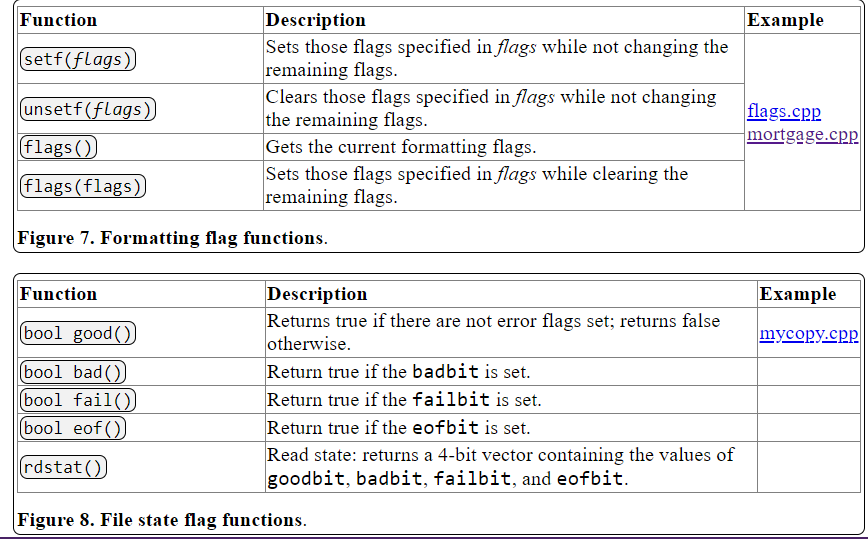 Function Description Example
setf(flags) Sets those flags specified in flags while not changing the
remaining flags.
unsetf(flags) Clears those flags specified in flags while not changing
the remaining flags.
flags.cpp
mortgage.cpp
flags() Gets the current formatting flags.
flags(flags) Sets those flags specified in flags while clearing the
remaining flags.
Figure 7. Formatting flag functions.
Function Description Example
bool good() Returns true if there are not error flags set; returns false
otherwise.
mycopy.cpp
bool bad() Return true if the badbit is set.
bool fail() Return true if the failbit is set.
bool eof() Return true if the eofbit is set.
rdstat() Read state: returns a 4-bit vector containing the values of
goodbit, badbit, failbit, and eofbit.
Figure 8. File state flag functions.